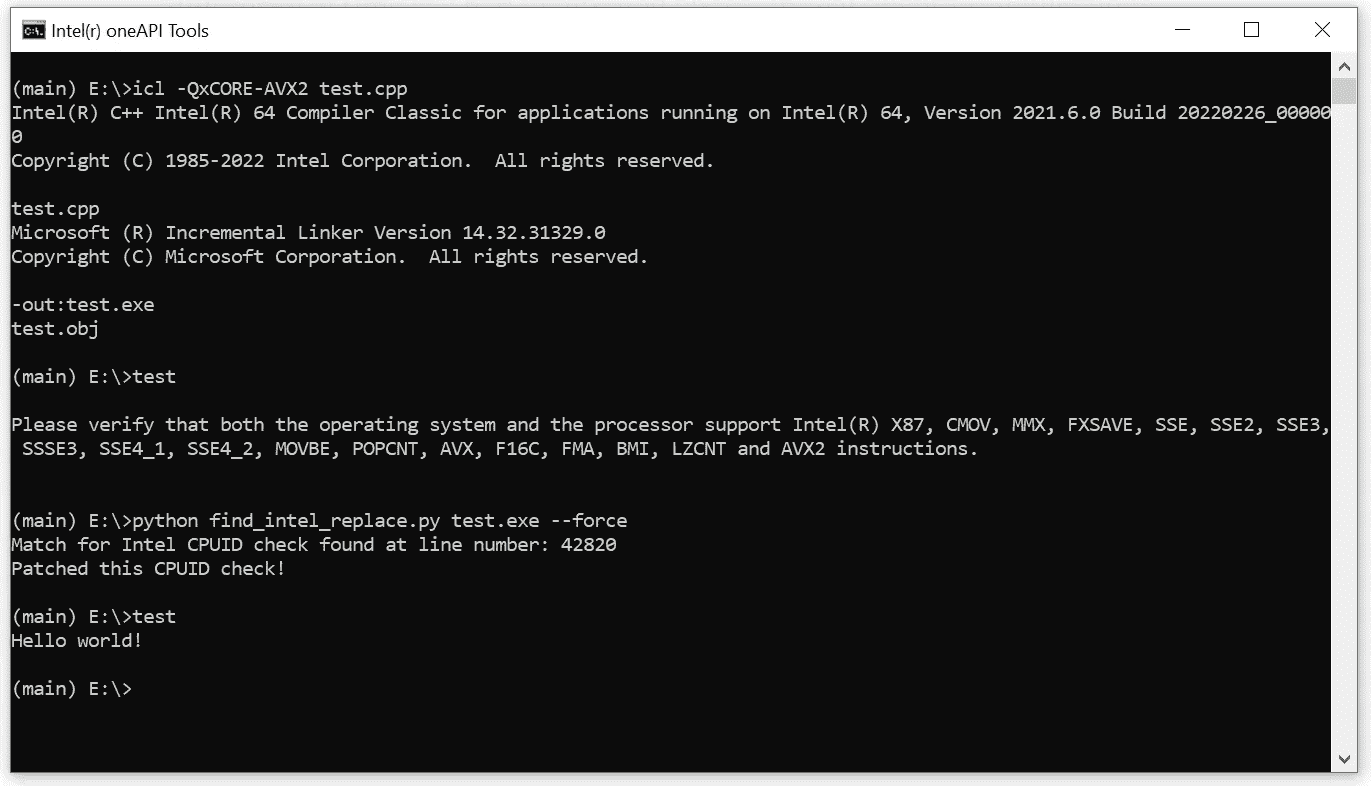 Intel(r) oneAPI Tools
(main) E:\>icl -QxCORE-AVX2 test.cpp
Intel(R) C++ Intel(R) 64 Compiler Classic for applications running on Intel(R) 64, Version 2021.6.0 Build 20220226_00000
0
Copyright (C) 1985-2022 Intel Corporation.  All rights reserved.
test.cpp
Microsoft (R) Incremental Linker Version 14.32.31329.0
Copyright (C) Microsoft Corporation.  All rights reserved.
-out:test.exe
test.obj
(main) E:\>test
Please verify that both the operating system and the processor support Intel(R) X87, CMOV, MMX, FXSAVE, SSE, SSE2, SSE3,
 SSSE3, SSE4_1, SSE4_2, MOVBE, POPCNT, AVX, F16C, FMA, BMI, LZCNT and AVX2 instructions.
(main) E:\>python find_intel_replace.py test.exe --force
Match for Intel CPUID check found at line number: 42820
Patched this CPUID check!
(main) E:\>test
Hello world!
(main) E:\>